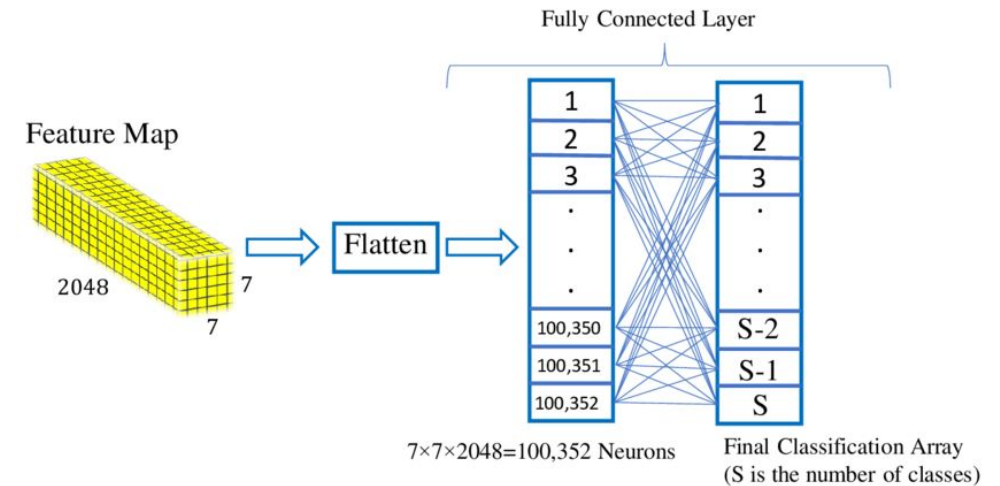 Fully Connected Layer
Feature Map
2048
7
7
Flatten
1
2
3
.
.
.
100,350
100,351
100,352
1
2
3
.
.
.
S-2
S-1
S
7×7×2048=100,352 Neurons
Final Classification Array
(S is the number of classes)